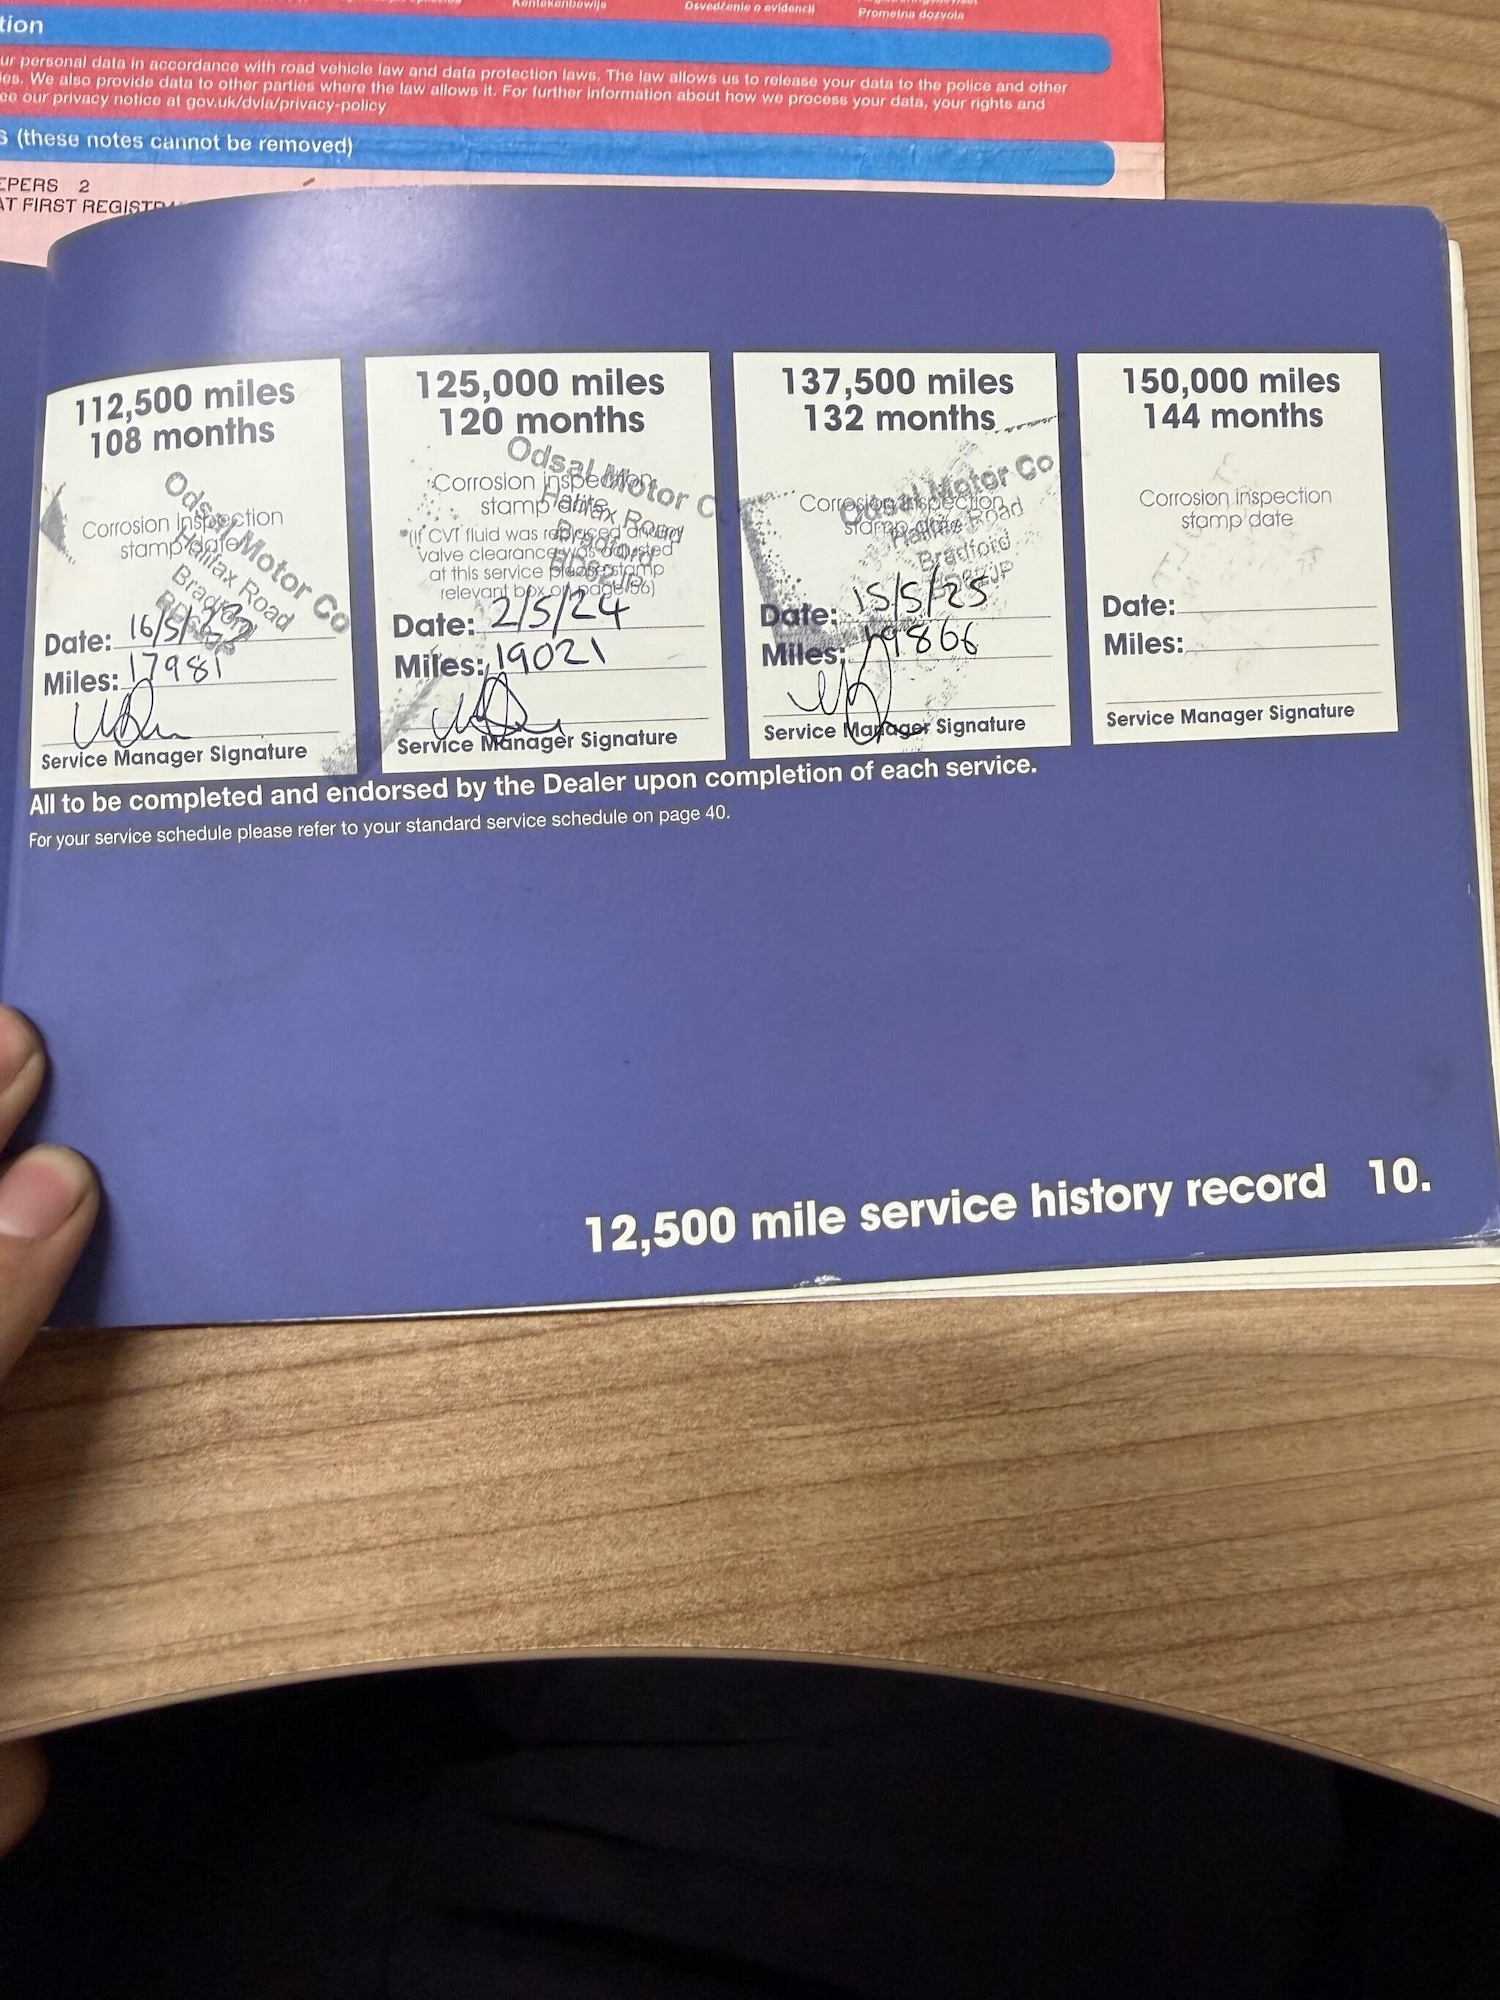 Kentekenbewijs
Osvedčenie o evidencii
Prometna dozvola
tion
ur personal data in accordance with road vehicle law and data protection laws. The law allows us to release your data to the police and other
ies. We also provide data to other parties where the law allows it. For further information about how we process your data, your rights and
ee our privacy notice at gov.uk/dvla/privacy-policy
S (these notes cannot be removed)
EPERS 2
AT FIRST REGISTRA
112,500 miles
108 months
Corrosion inspection
stamp date
Odsal Motor Co
Halifax Road
Bradford
Date: 16/5/
Miles: 17981
Service Manager Signature
125,000 miles
120 months
Corrosion inspection
stamp date
*(If CVT fluid was replaced and/or
valve clearance was adjusted
at this service please stamp
relevant box on page 56)
Odsal Motor C
Halifax Road
Bradford
Date: 2/5/24
Miles: 19021
Service Manager Signature
137,500 miles
132 months
Corrosion inspection
stamp date
Odsal Motor Co
Halifax Road
Bradford
Date: 15/5/25
Miles: 19866
Service Manager Signature
150,000 miles
144 months
Corrosion inspection
stamp date
Date:
Miles:
Service Manager Signature
All to be completed and endorsed by the Dealer upon completion of each service.
For your service schedule please refer to your standard service schedule on page 40.
12,500 mile service history record 10.